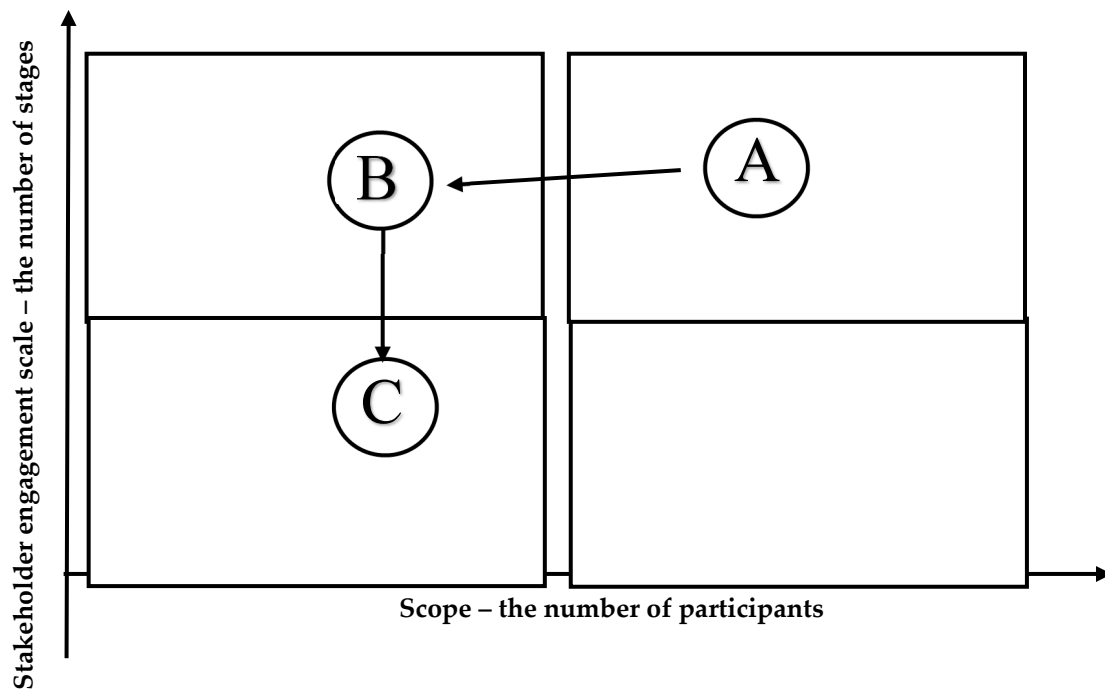 Stakeholder engagement scale – the number of stages
B
A
C
Scope – the number of participants